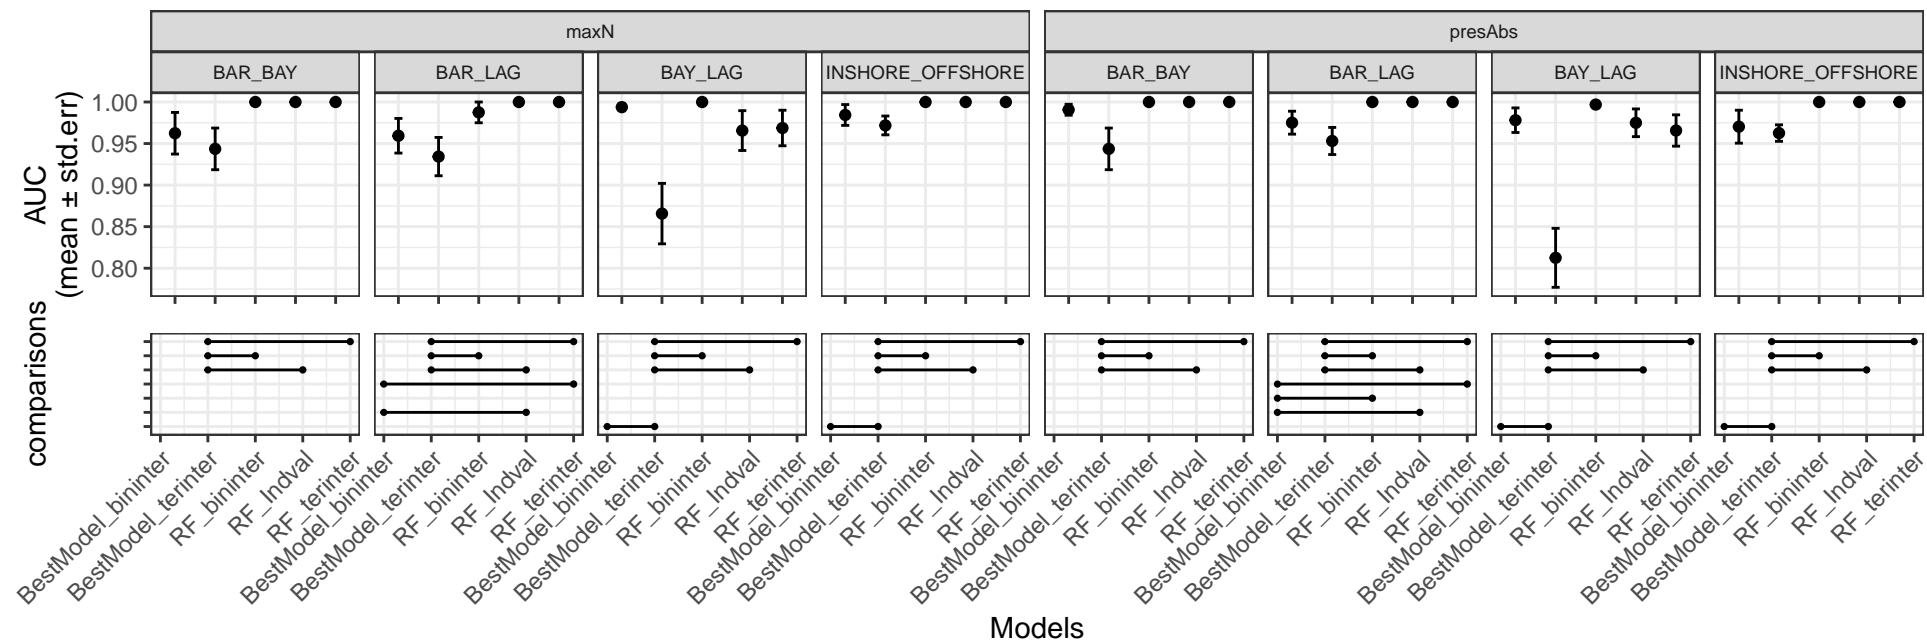 maxN
presAbs
BAR_BAY
BAR_LAG
BAY_LAG
INSHORE_OFFSHORE
BAR_BAY
BAR_LAG
BAY_LAG
INSHORE_OFFSHORE
AUC
(mean ± std.err)
1.00
0.95
0.90
0.85
0.80
comparisons
BestModel_bininter
BestModel_terinter
RF_bininter
RF_Indval
RF_terinter
BestModel_bininter
BestModel_terinter
RF_bininter
RF_Indval
RF_terinter
BestModel_bininter
BestModel_terinter
RF_bininter
RF_Indval
RF_terinter
BestModel_bininter
BestModel_terinter
RF_bininter
RF_Indval
RF_terinter
BestModel_bininter
BestModel_terinter
RF_bininter
RF_Indval
RF_terinter
BestModel_bininter
BestModel_terinter
RF_bininter
RF_Indval
RF_terinter
BestModel_bininter
BestModel_terinter
RF_bininter
RF_Indval
RF_terinter
BestModel_bininter
BestModel_terinter
RF_bininter
RF_Indval
RF_terinter
Models